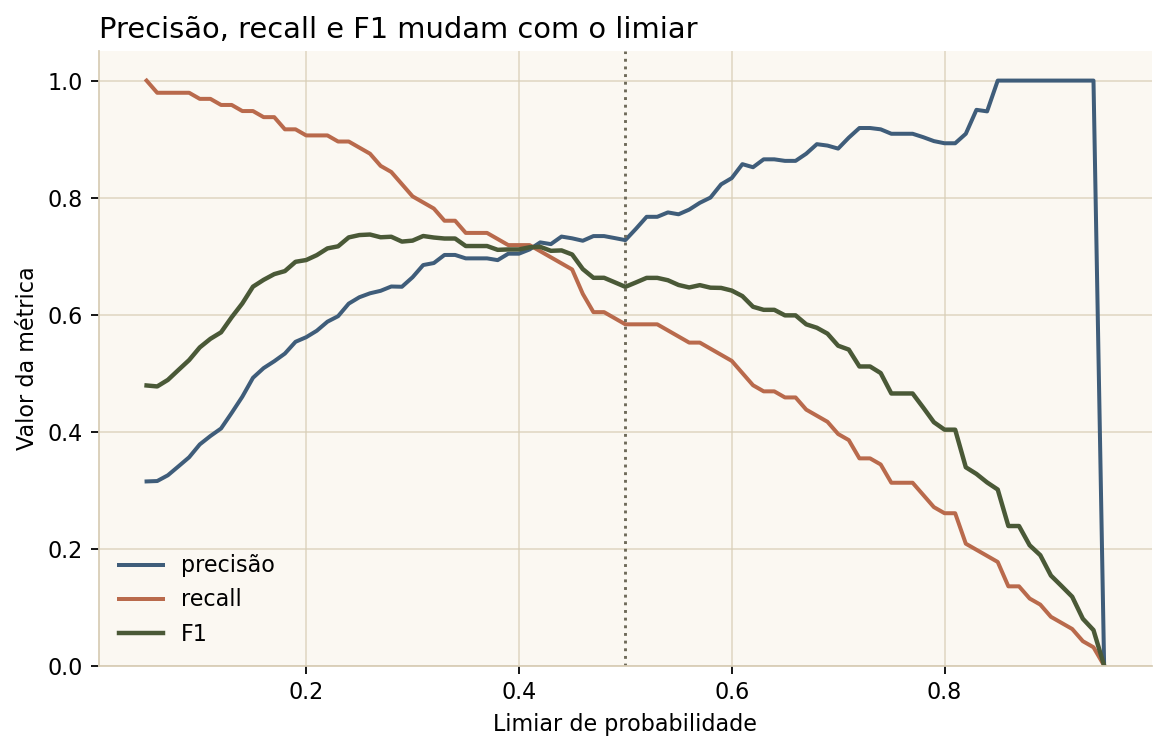 Precisão, recall e F1 mudam com o limiar
Valor da métrica
1.0
0.8
0.6
0.4
0.2
0.0
precisão
recall
F1
0.2
0.4
0.6
0.8
Limiar de probabilidade